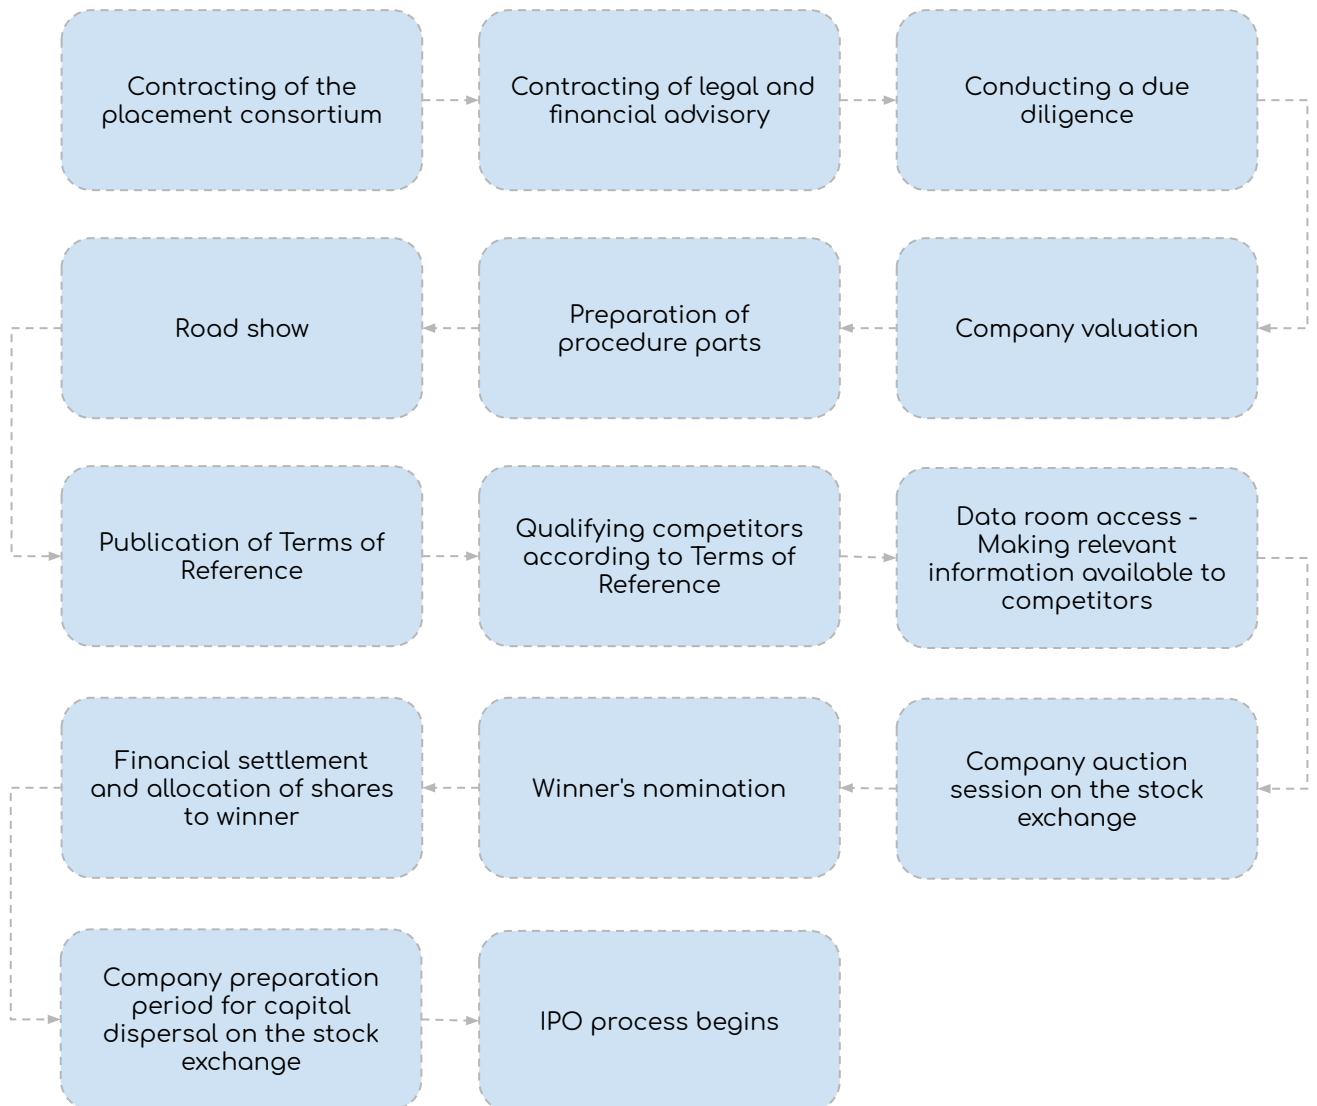 Contracting of the
placement consortium
Contracting of legal and
financial advisory
Conducting a due
diligence
Company valuation
Preparation of
procedure parts
Road show
Publication of Terms of
Reference
Qualifying competitors
according to Terms of
Reference
Data room access -
Making relevant
information available to
competitors
Company auction
session on the stock
exchange
Winner's nomination
Financial settlement
and allocation of shares
to winner
Company preparation
period for capital
dispersal on the stock
exchange
IPO process begins